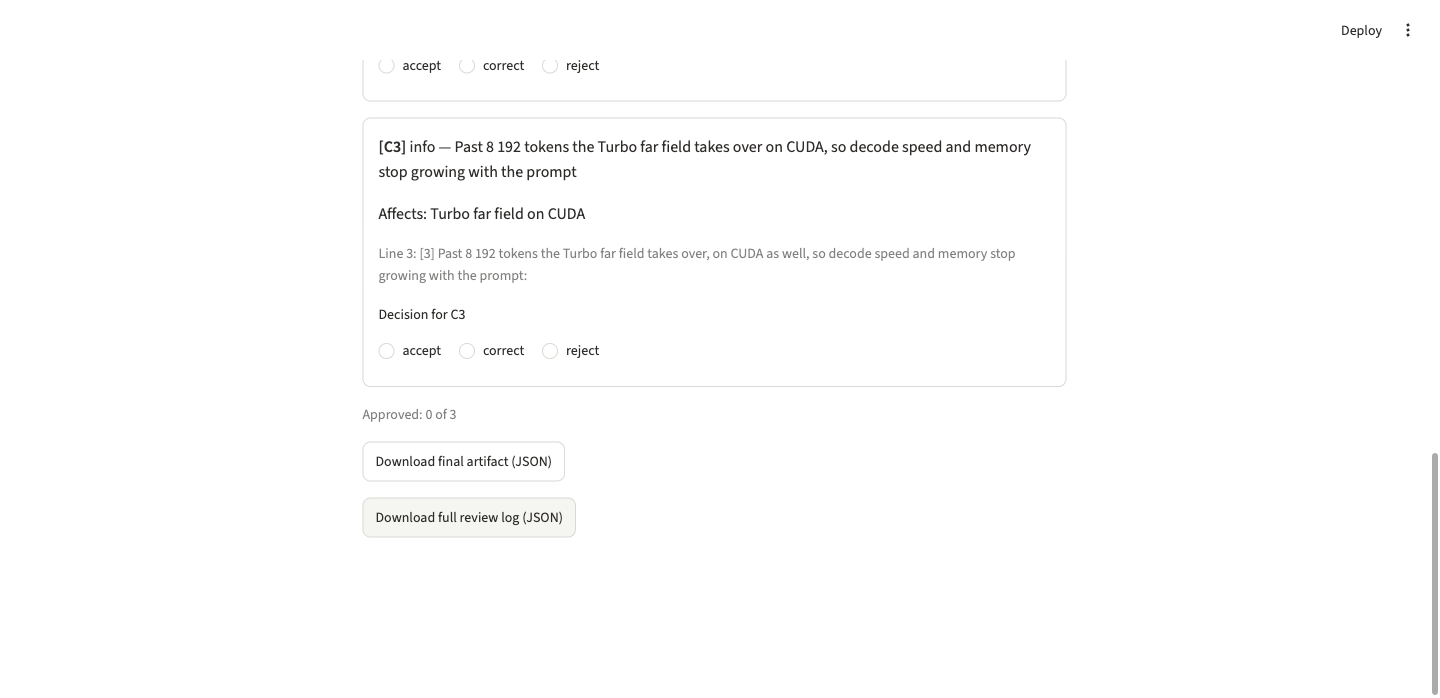 Deploy
accept correct reject
[C3] info — Past 8 192 tokens the Turbo far field takes over on CUDA, so decode speed and memory
stop growing with the prompt
Affects: Turbo far field on CUDA
Line 3: [3] Past 8 192 tokens the Turbo far field takes over, on CUDA as well, so decode speed and memory stop
growing with the prompt:
Decision for C3
accept correct reject
Approved: 0 of 3
Download final artifact (JSON)
Download full review log (JSON)